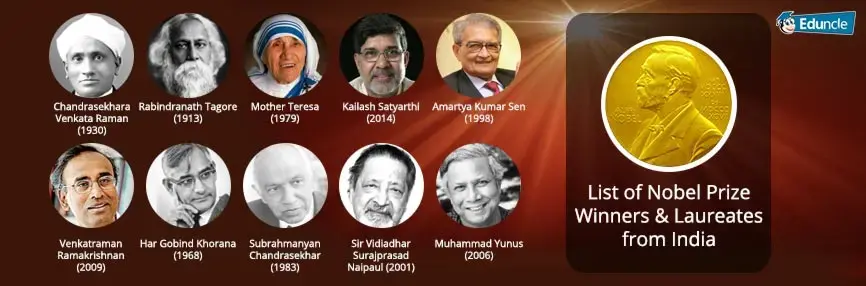 Eduncle
Chandrasekhara
Venkata Raman
(1930)
Rabindranath Tagore
(1913)
Mother Teresa
(1979)
Kailash Satyarthi
(2014)
Amartya Kumar Sen
(1998)
Venkatraman
Ramakrishnan
(2009)
Har Gobind Khorana
(1968)
Subrahmanyan
Chandrasekhar
(1983)
Sir Vidiadhar
Surajprasad
Naipaul (2001)
Muhammad Yunus
(2006)
List of Nobel Prize
Winners & Laureates
from India